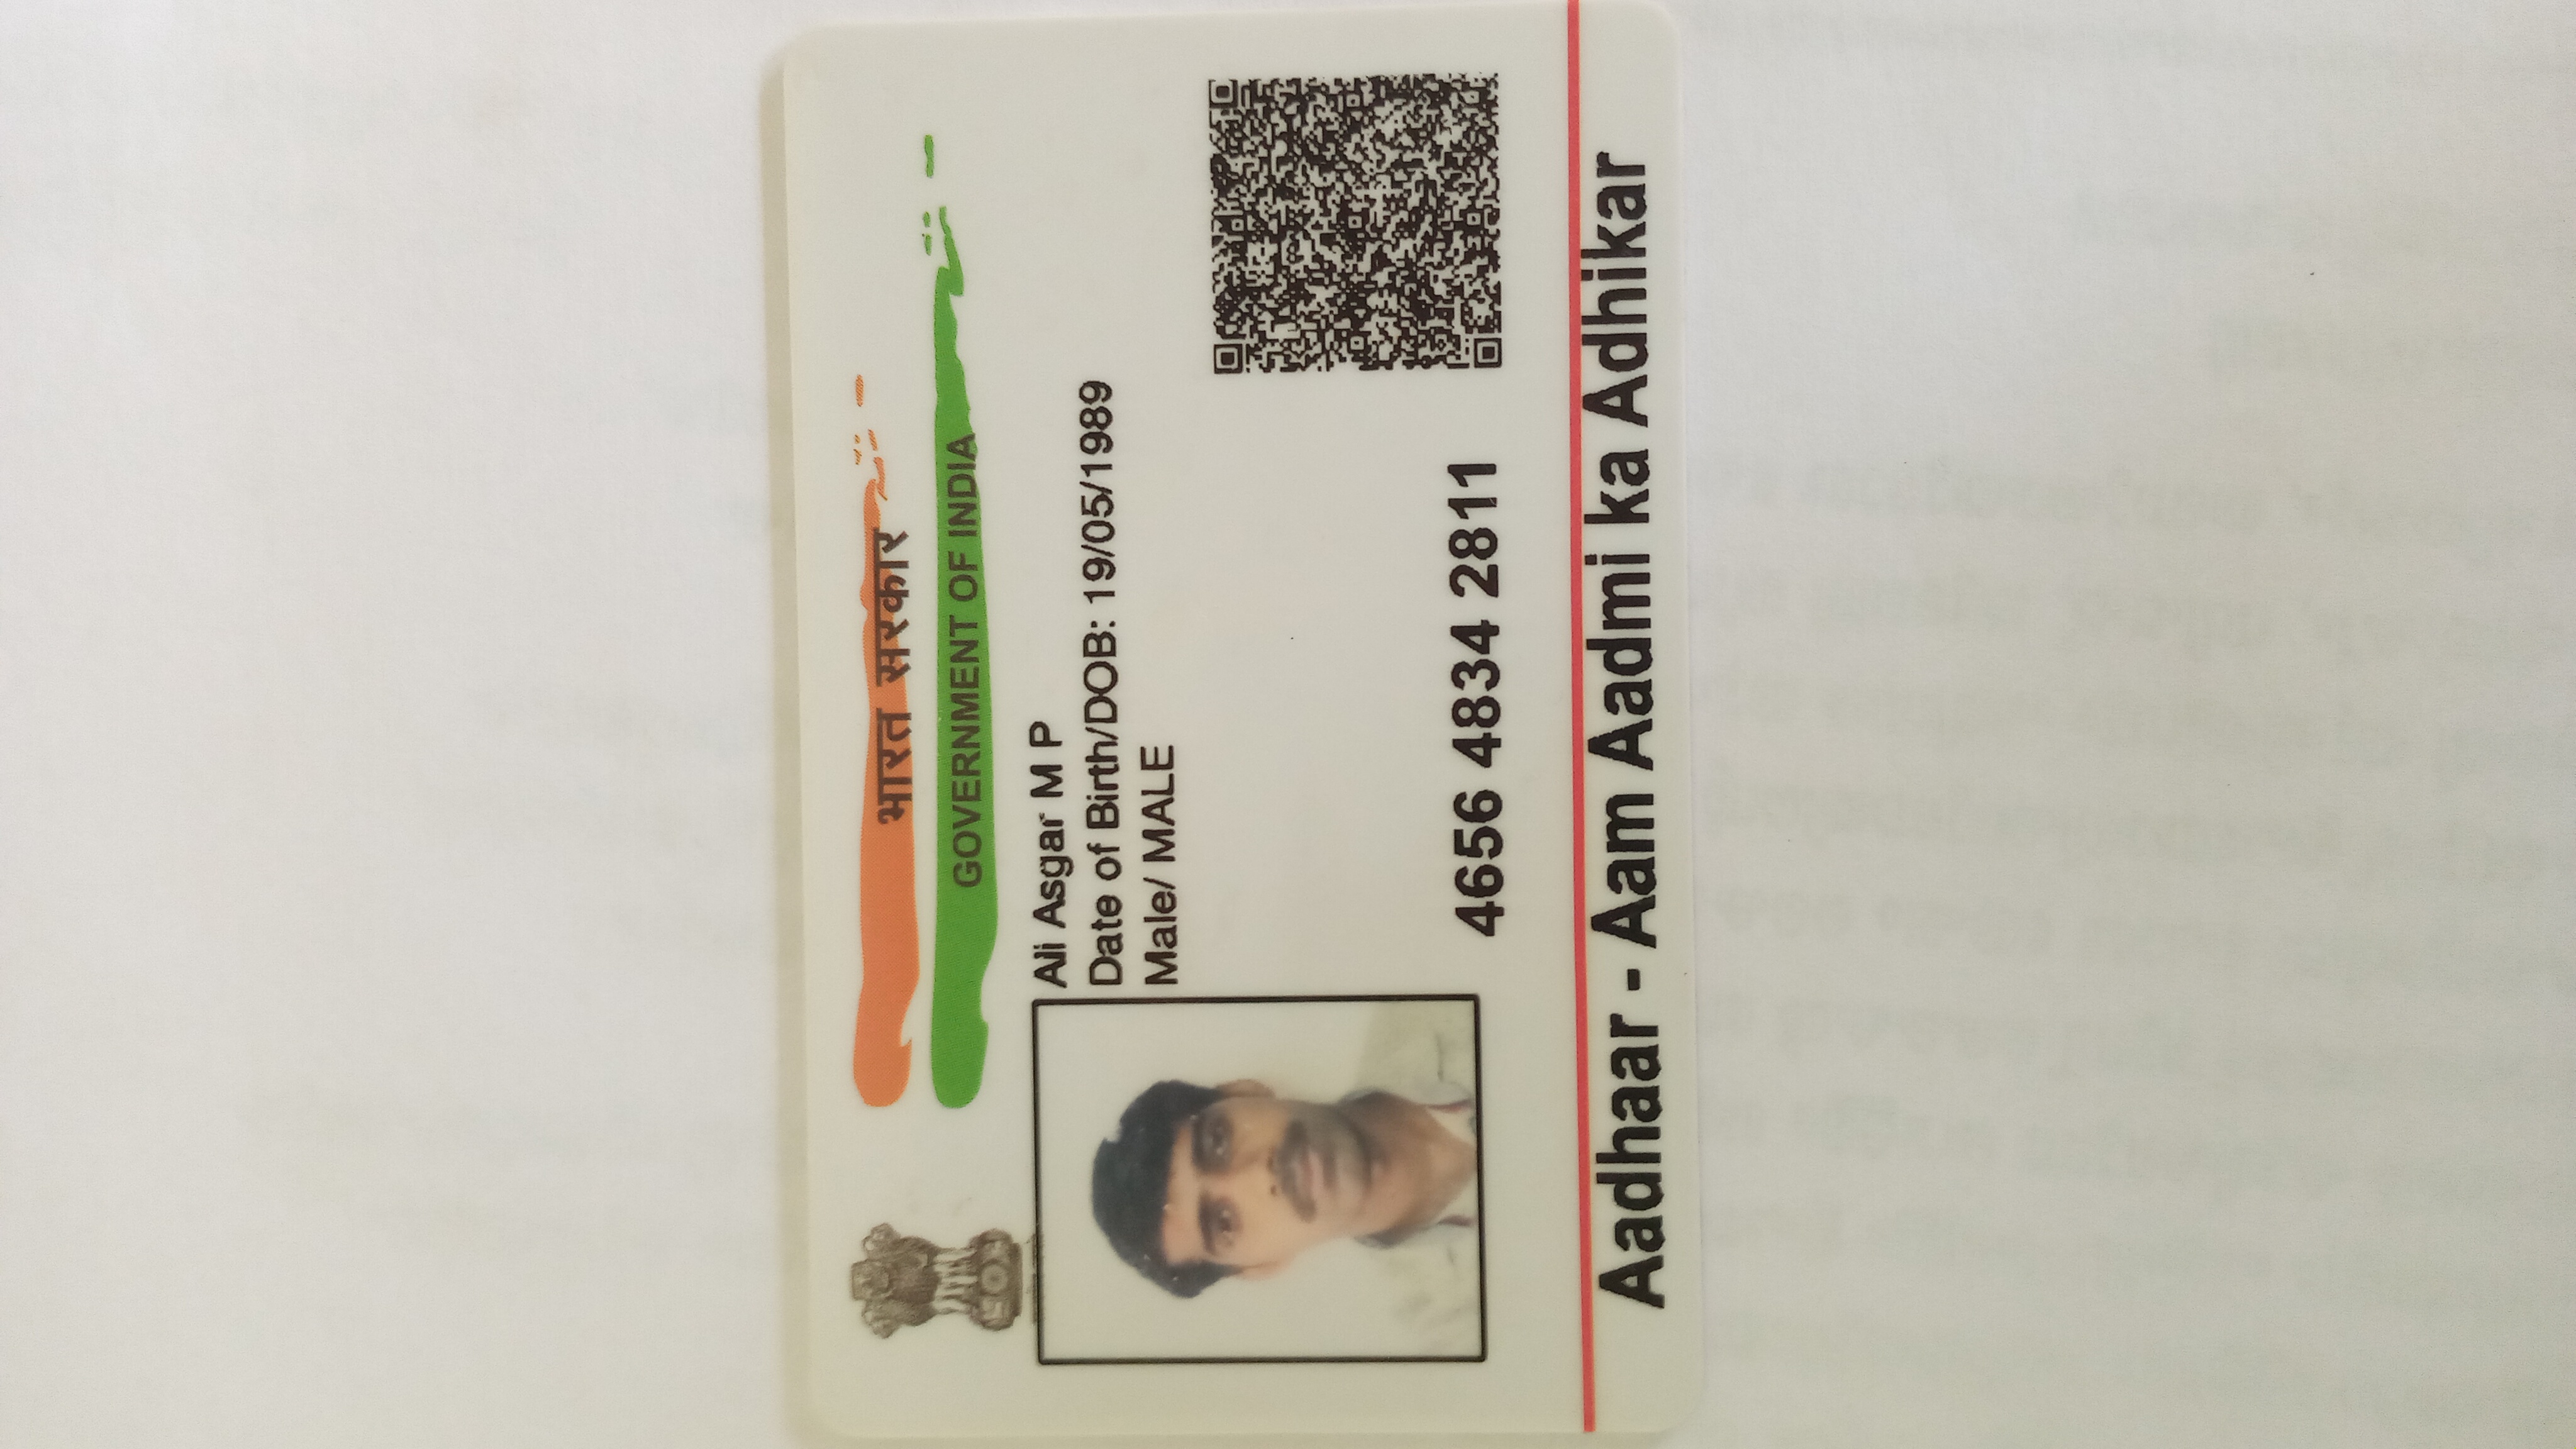 भारत सरकार
GOVERNMENT OF INDIA
Ali Asgar M P
Date of Birth/DOB: 19/05/1989
Male/ MALE
4656 4834 2811
Aadhaar - Aam Aadmi ka Adhikar